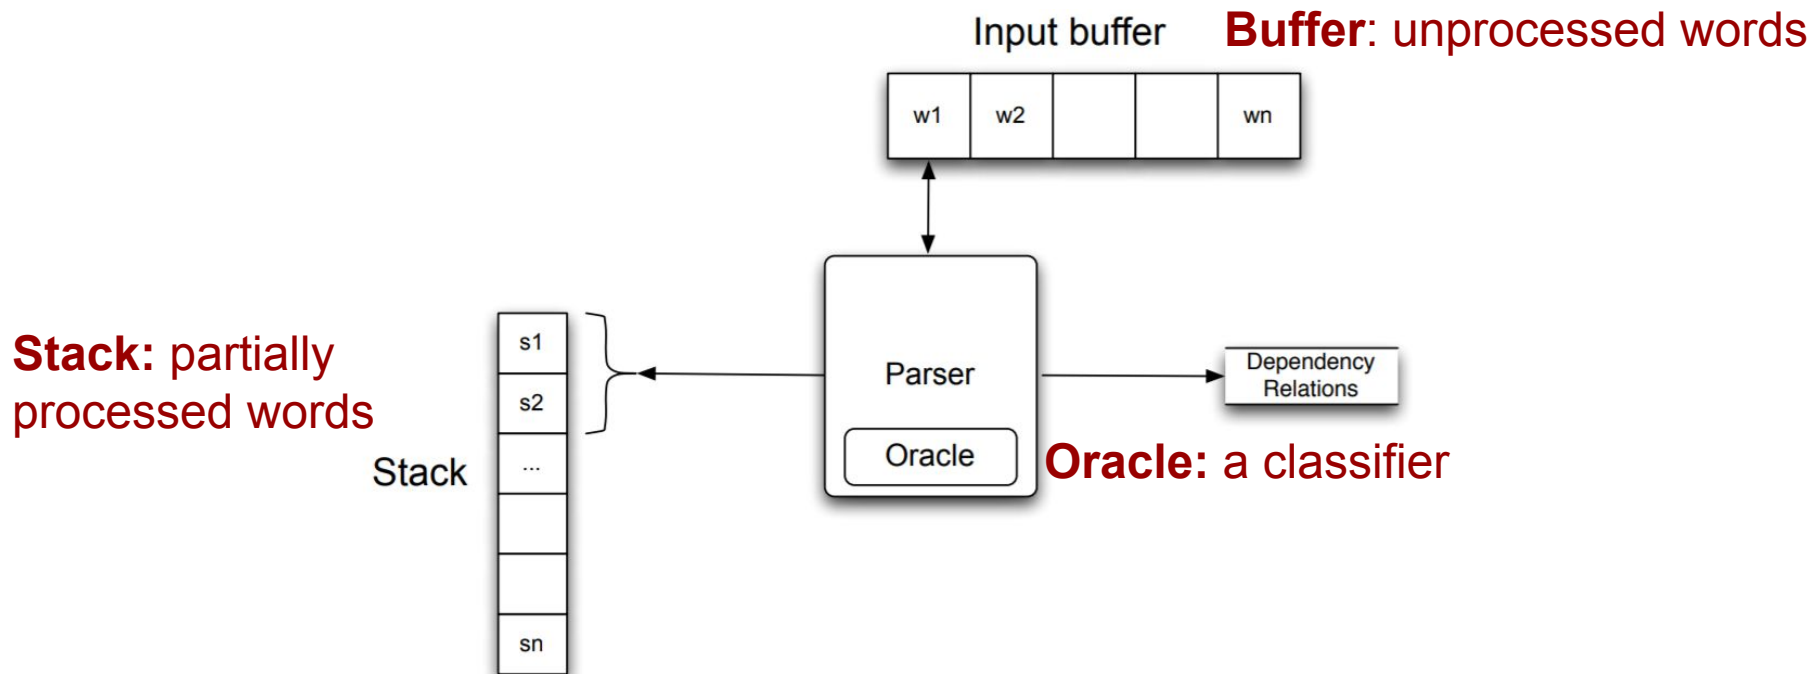 Input buffer
Buffer: unprocessed words
w1 w2 wn
Stack: partially
processed words
Stack
s1
s2
...
sn
Parser
Oracle
Dependency
Relations
Oracle: a classifier